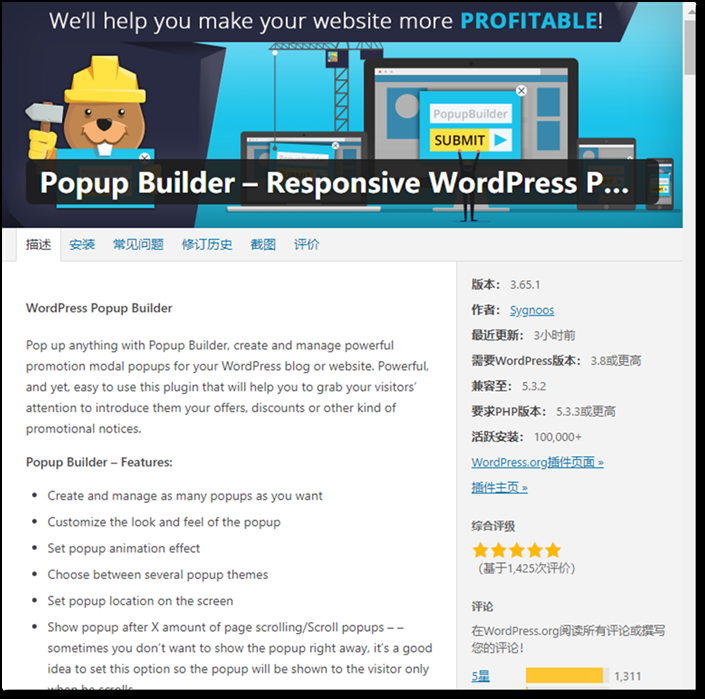 We'll help you make your website more PROFITABLE!
PopupBuilder
SUBMIT
Popup Builder – Responsive WordPress P...
描述 安装 常见问题 修订历史 截图 评价
WordPress Popup Builder
Pop up anything with Popup Builder, create and manage powerful
promotion modal popups for your WordPress blog or website. Powerful,
and yet, easy to use this plugin that will help you to grab your visitors'
attention to introduce them your offers, discounts or other kind of
promotional notices.
Popup Builder – Features:
• Create and manage as many popups as you want
• Customize the look and feel of the popup
• Set popup animation effect
• Choose between several popup themes
• Set popup location on the screen
• Show popup after X amount of page scrolling/Scroll popups – –
sometimes you don't want to show the popup right away, it's a good
idea to set this option so the popup will be shown to the visitor only
when he scrolls
版本： 3.65.1
作者： Sygnoos
最近更新： 3小时前
需要WordPress版本： 3.8或更高
兼容至： 5.3.2
要求PHP版本： 5.3.3或更高
活跃安装： 100,000+
WordPress.org插件页面 »
插件主页 »
综合评级
（基于1,425次评价）
评论
在WordPress.org阅读所有评论或撰写
您的评论！
5星 1,311